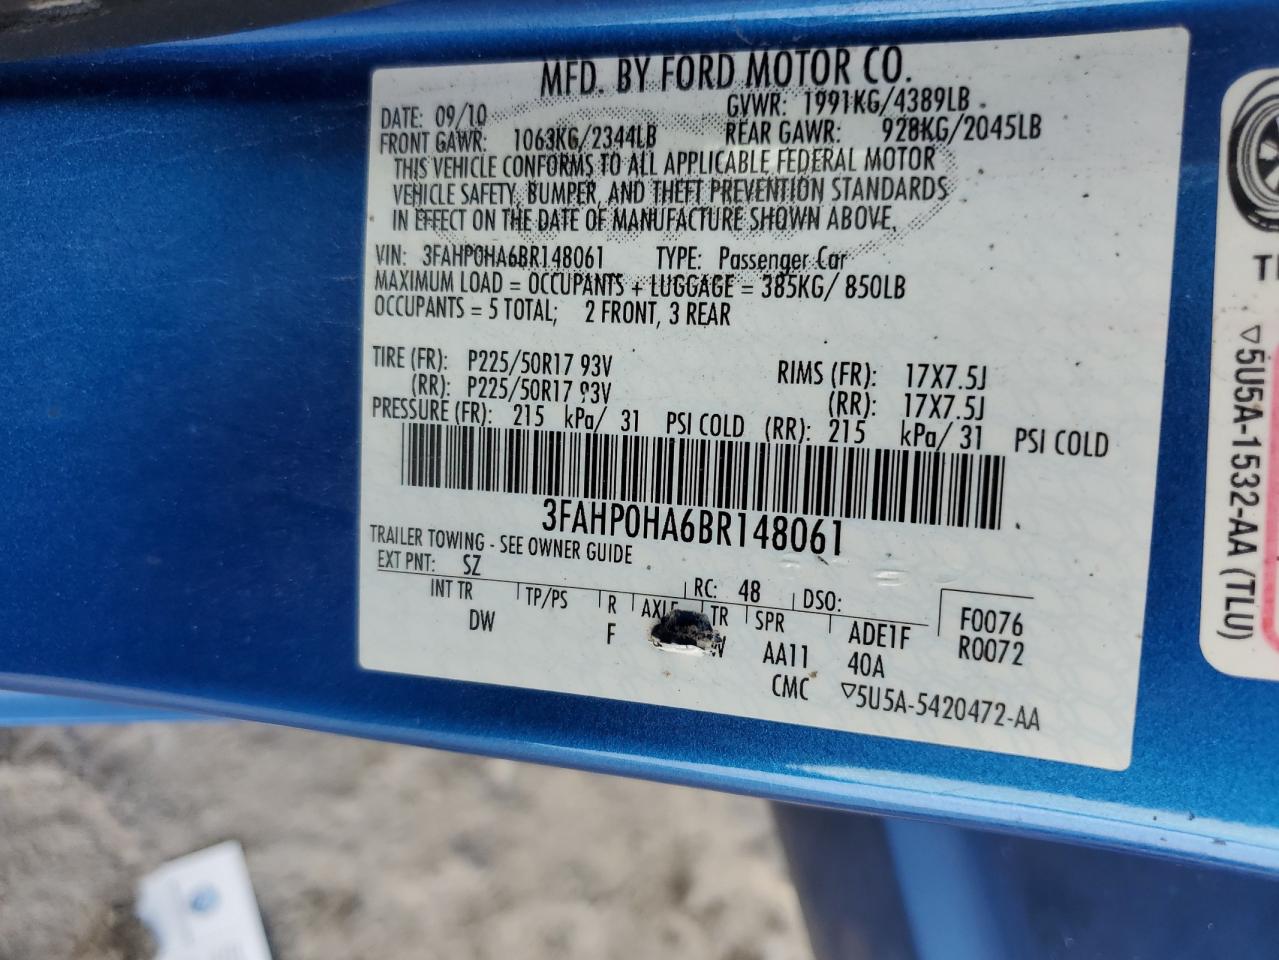 MFD. BY FORD MOTOR CO.
DATE: 09/10 GVWR: 1991KG/4389LB
FRONT GAWR: 1063KG/2344LB REAR GAWR: 928KG/2045LB
THIS VEHICLE CONFORMS TO ALL APPLICABLE FEDERAL MOTOR
VEHICLE SAFETY, BUMPER, AND THEFT PREVENTION STANDARDS
IN EFFECT ON THE DATE OF MANUFACTURE SHOWN ABOVE.
VIN: 3FAHP0HA6BR148061 TYPE: Passenger Car
MAXIMUM LOAD = OCCUPANTS + LUGGAGE = 385KG/ 850LB
OCCUPANTS = 5 TOTAL; 2 FRONT, 3 REAR
TIRE (FR): P225/50R17 93V RIMS (FR): 17X7.5J
(RR): P225/50R17 93V (RR): 17X7.5J
PRESSURE (FR): 215 kPa/ 31 PSI COLD (RR): 215 kPa/ 31 PSI COLD
3FAHP0HA6BR148061
TRAILER TOWING - SEE OWNER GUIDE
EXT PNT: SZ RC: 48 DSO: F0076
INT TR TP/PS R AXLE TR SPR ADE1F R0072
DW F AA11 40A
CMC ▽5U5A-5420472-AA
▽5U5A-1532-AA (TLU)